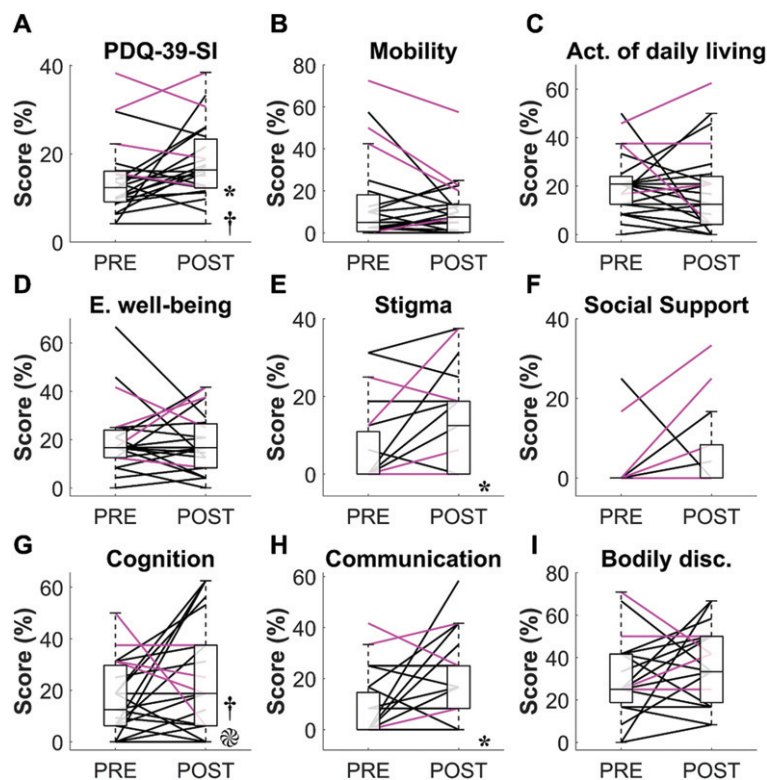 A
PDQ-39-SI
Score (%)
40
20
0
PRE POST
*
†
B
Mobility
Score (%)
80
60
40
20
0
PRE POST
C
Act. of daily living
Score (%)
60
40
20
0
PRE POST
D
E. well-being
Score (%)
60
40
20
0
PRE POST
E
Stigma
Score (%)
40
20
0
PRE POST
*
F
Social Support
Score (%)
40
20
0
PRE POST
G
Cognition
Score (%)
60
40
20
0
PRE POST
†
H
Communication
Score (%)
60
40
20
0
PRE POST
*
I
Bodily disc.
Score (%)
80
60
40
20
0
PRE POST